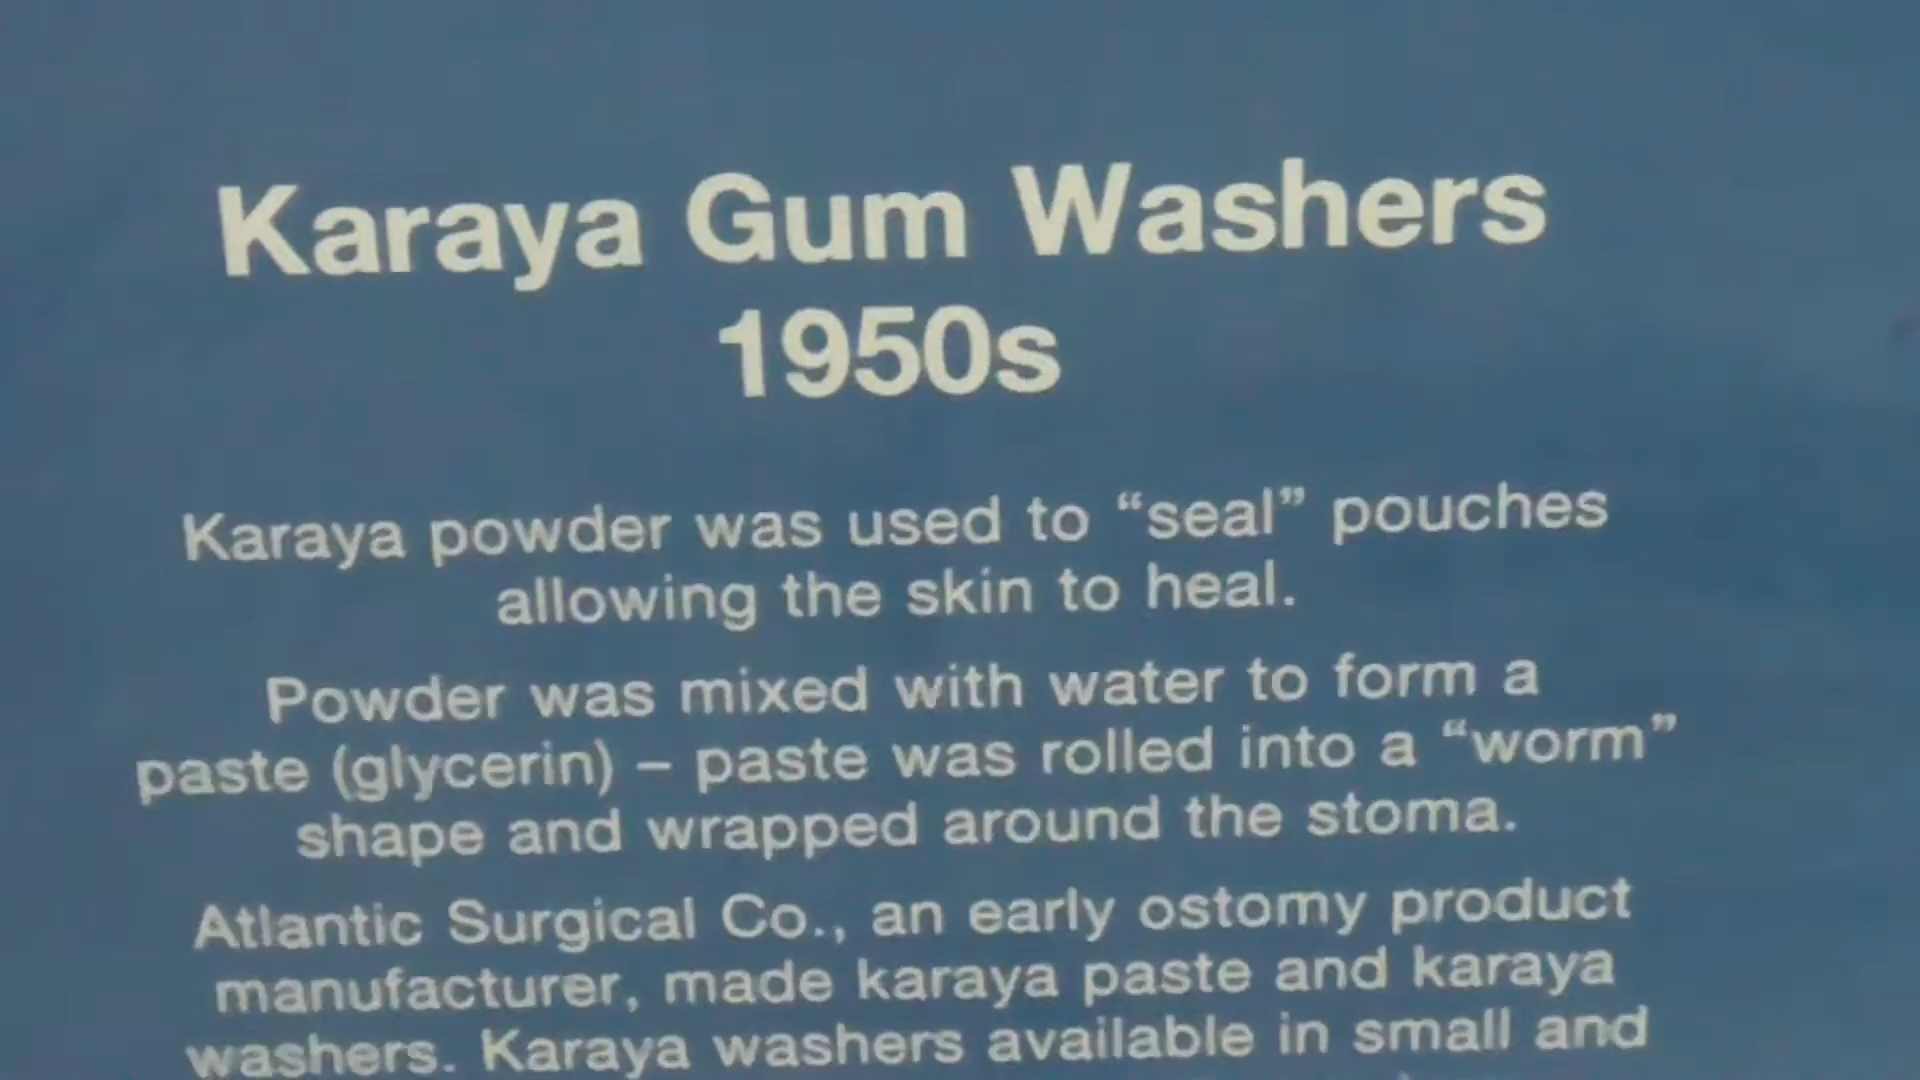 Karaya Gum Washers
1950s
Karaya powder was used to “seal” pouches
allowing the skin to heal.
Powder was mixed with water to form a
paste (glycerin) – paste was rolled into a “worm”
shape and wrapped around the stoma.
Atlantic Surgical Co., an early ostomy product
manufacturer, made karaya paste and karaya
washers. Karaya washers available in small and